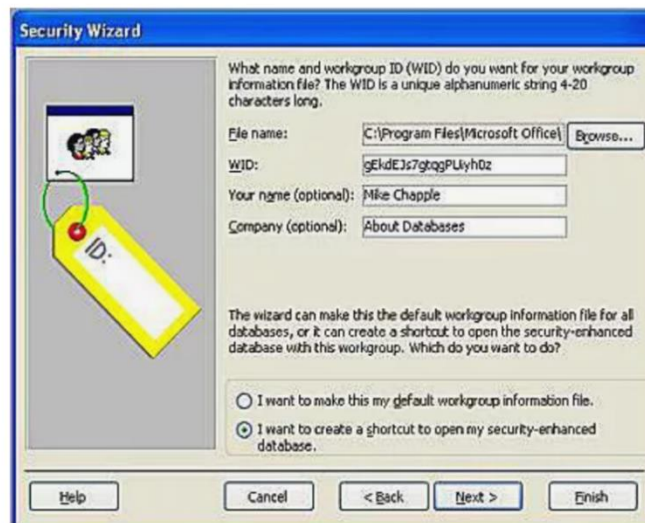 Security Wizard
What name and workgroup ID (WID) do you want for your workgroup
information file? The WID is a unique alphanumeric string 4-20
characters long.
File name:
C:\Program Files\Microsoft Office\
Browse...
WID:
Your name (optional):
Mike Chapple
Company (optional):
About Databases
ID:
The wizard can make this the default workgroup information file for all
databases, or it can create a shortcut to open the security-enhanced
database with this workgroup. Which do you want to do?
I want to make this my default workgroup information file.
I want to create a shortcut to open my security-enhanced
database.
Help
Cancel
< Back
Next >
Finish